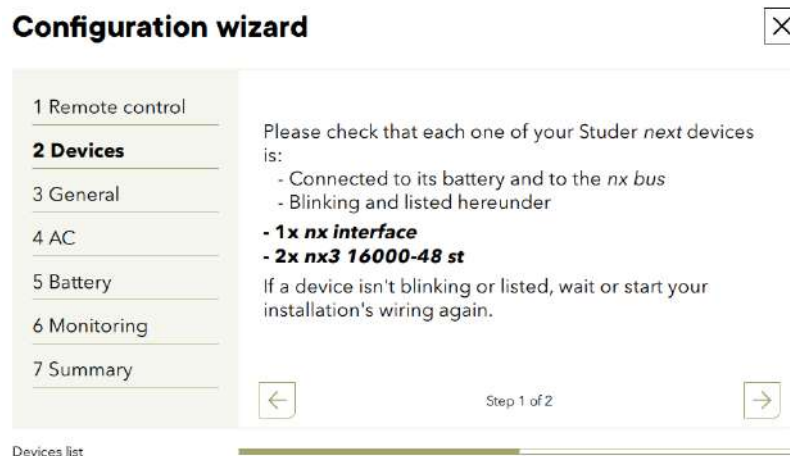 Configuration wizard
1 Remote control
2 Devices
3 General
4 AC
5 Battery
6 Monitoring
7 Summary
Please check that each one of your Studer next devices
is:
- Connected to its battery and to the nx bus
- Blinking and listed hereunder
- 1x nx interface
- 2x nx3 16000-48 st
If a device isn't blinking or listed, wait or start your
installation's wiring again.
Step 1 of 2
Devices list